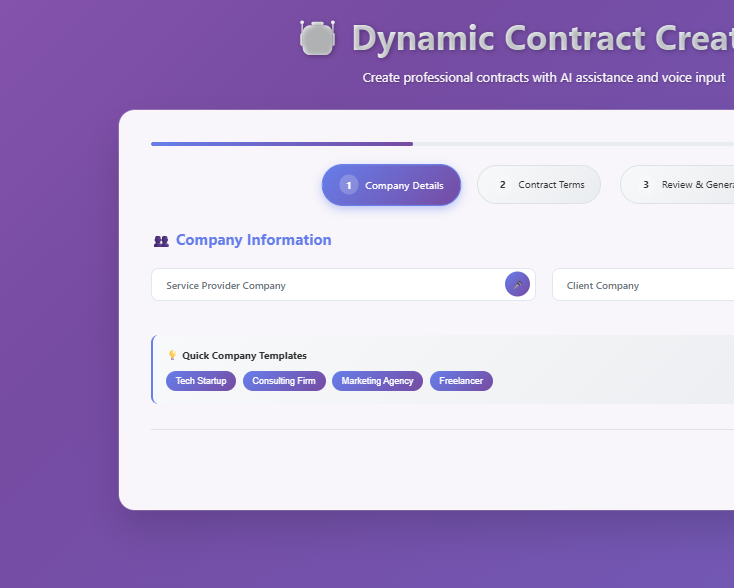 Dynamic Contract Creat
Create professional contracts with AI assistance and voice input
1 Company Details
2 Contract Terms
3 Review & Genera
Company Information
Service Provider Company
Client Company
Quick Company Templates
Tech Startup
Consulting Firm
Marketing Agency
Freelancer